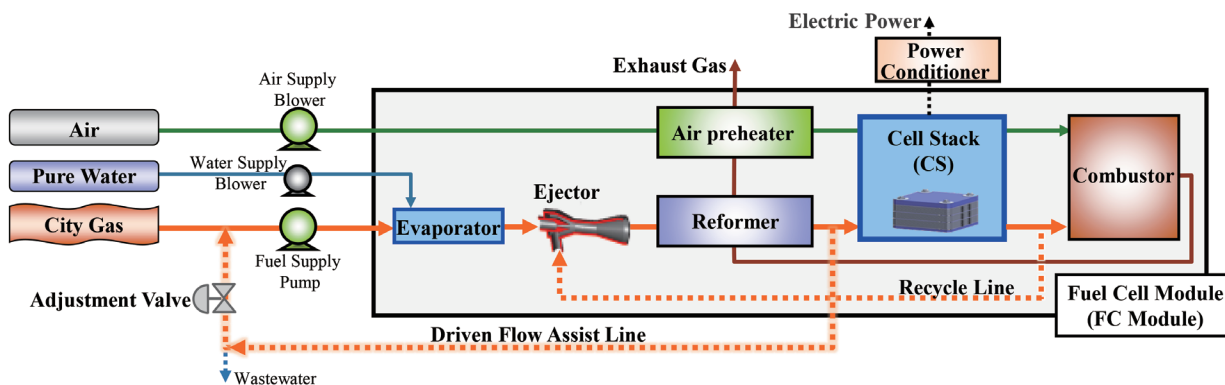 Electric Power
Power
Conditioner
Exhaust Gas
Air Supply
Blower
Air
Air preheater
Cell Stack
(CS)
Combustor
Water Supply
Blower
Pure Water
Ejector
City Gas
Evaporator
Reformer
Fuel Supply
Pump
Adjustment Valve
Recycle Line
Fuel Cell Module
(FC Module)
Driven Flow Assist Line
Wastewater